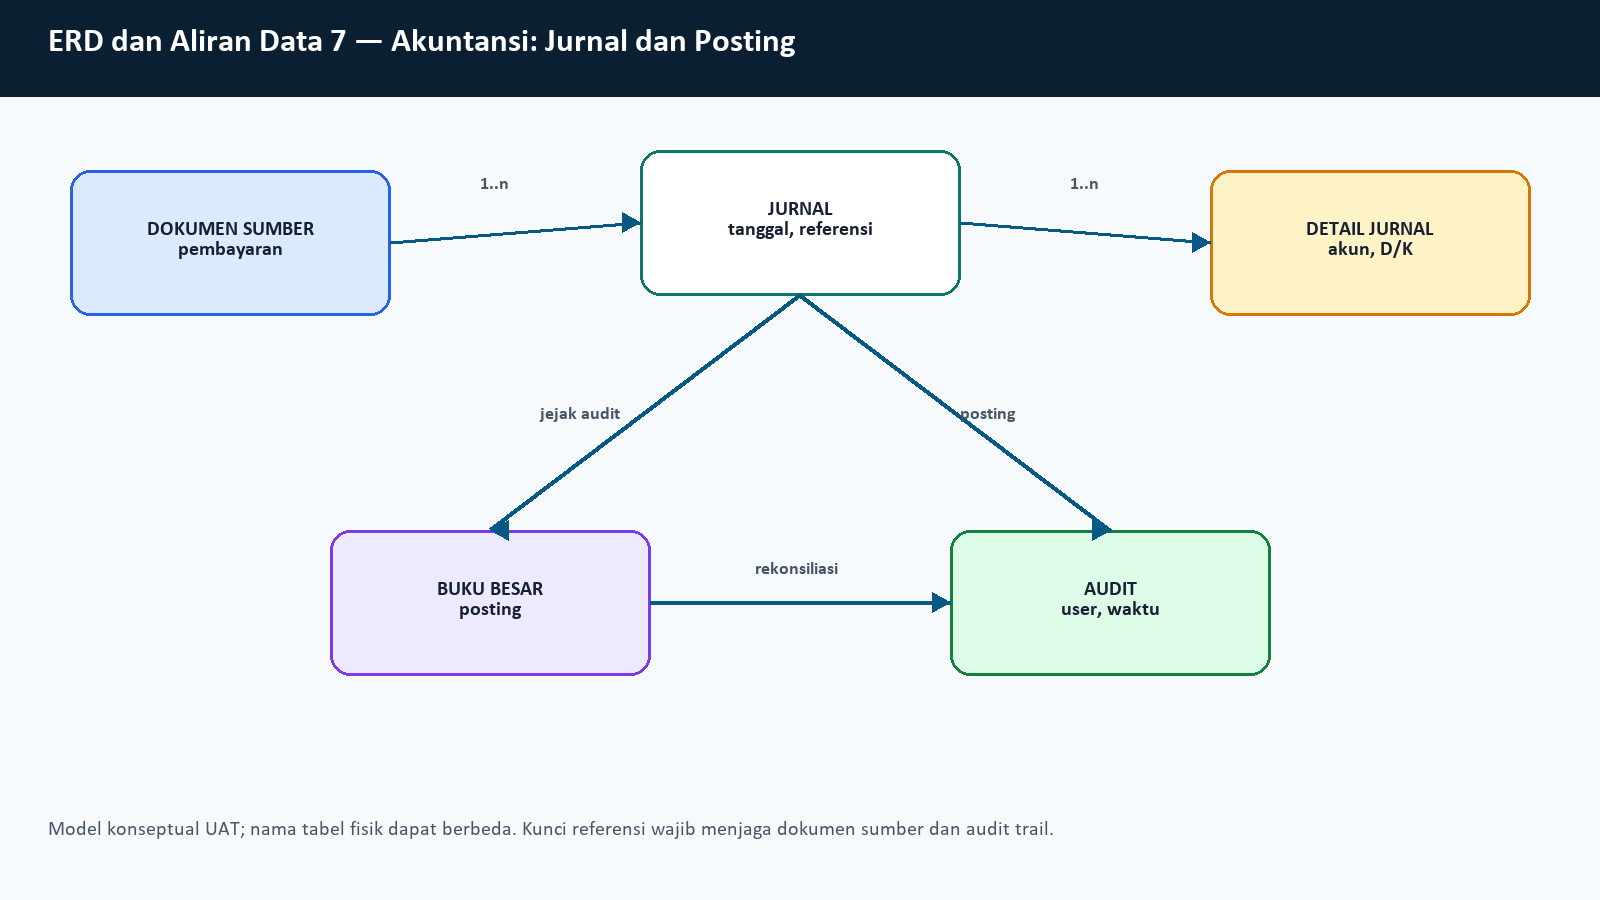 ERD dan Aliran Data 7 — Akuntansi: Jurnal dan Posting
1..n
1..n
DOKUMEN SUMBER
pembayaran
JURNAL
tanggal, referensi
DETAIL JURNAL
akun, D/K
jejak audit
posting
rekonsiliasi
BUKU BESAR
posting
AUDIT
user, waktu
Model konseptual UAT; nama tabel fisik dapat berbeda. Kunci referensi wajib menjaga dokumen sumber dan audit trail.